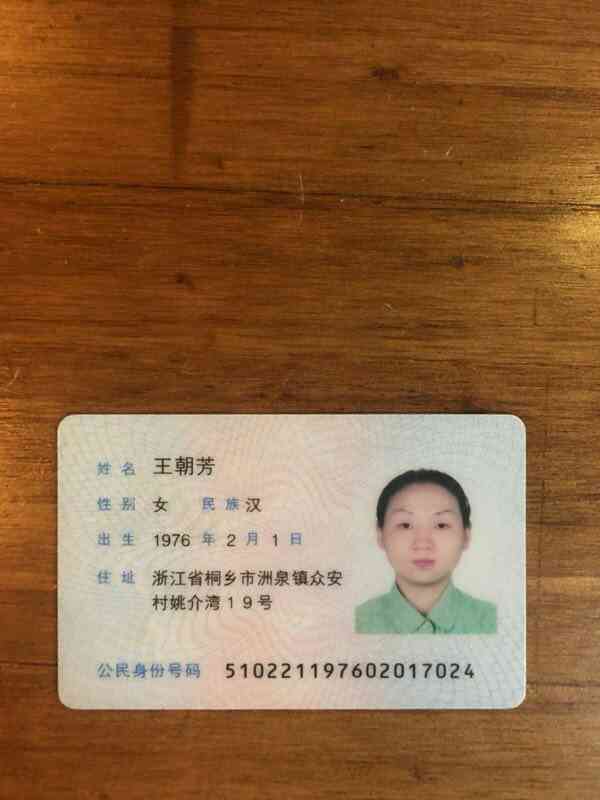 姓名 王朝芳
性别 女 民族 汉
出生 1976 年 2 月 1 日
住址 浙江省桐乡市洲泉镇众安
村姚介湾19号
公民身份号码 510221197602017024